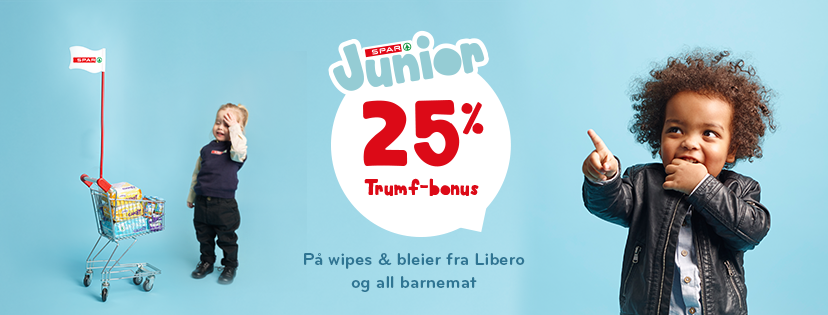 SPAR
SPAR
Junior
25%
Trumf-bonus
På wipes & bleier fra Libero
og all barnemat